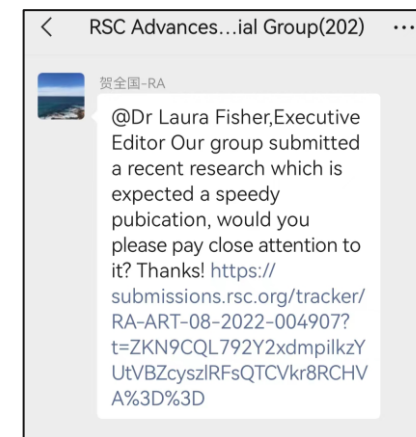 RSC Advances...ial Group(202) ...
贺全国-RA
@Dr Laura Fisher,Executive
Editor Our group submitted
a recent research which is
expected a speedy
pubication, would you
please pay close attention to
it? Thanks! https://
submissions.rsc.org/tracker/
RA-ART-08-2022-004907?
t=ZKN9CQL792Y2xdmpilkzY
UtVBZcyszlRFsQTCVkr8RCHV
A%3D%3D